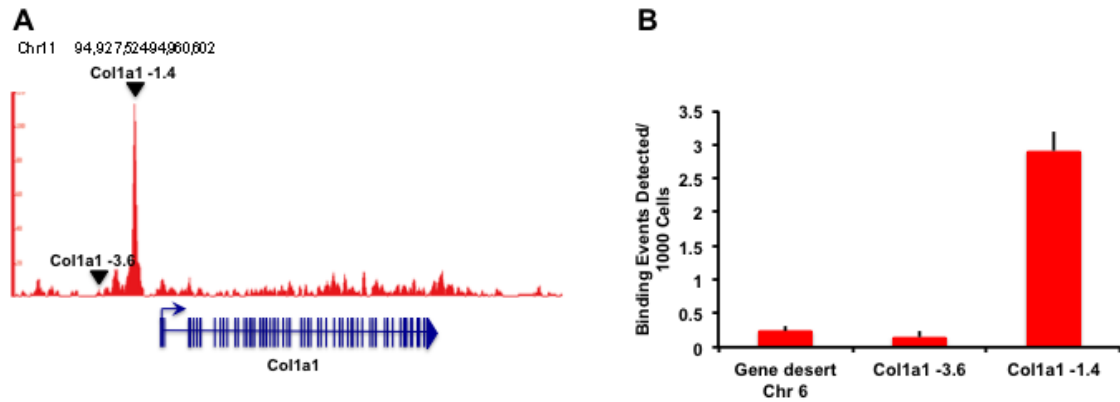 A
Chr11 94,927,52494,960,602
Col1a1 -1.4
Col1a1 -3.6
Col1a1
B
Binding Events Detected/
1000 Cells
3.5
3
2.5
2
1.5
1
0.5
0
Gene desert
Chr 6
Col1a1 -3.6
Col1a1 -1.4